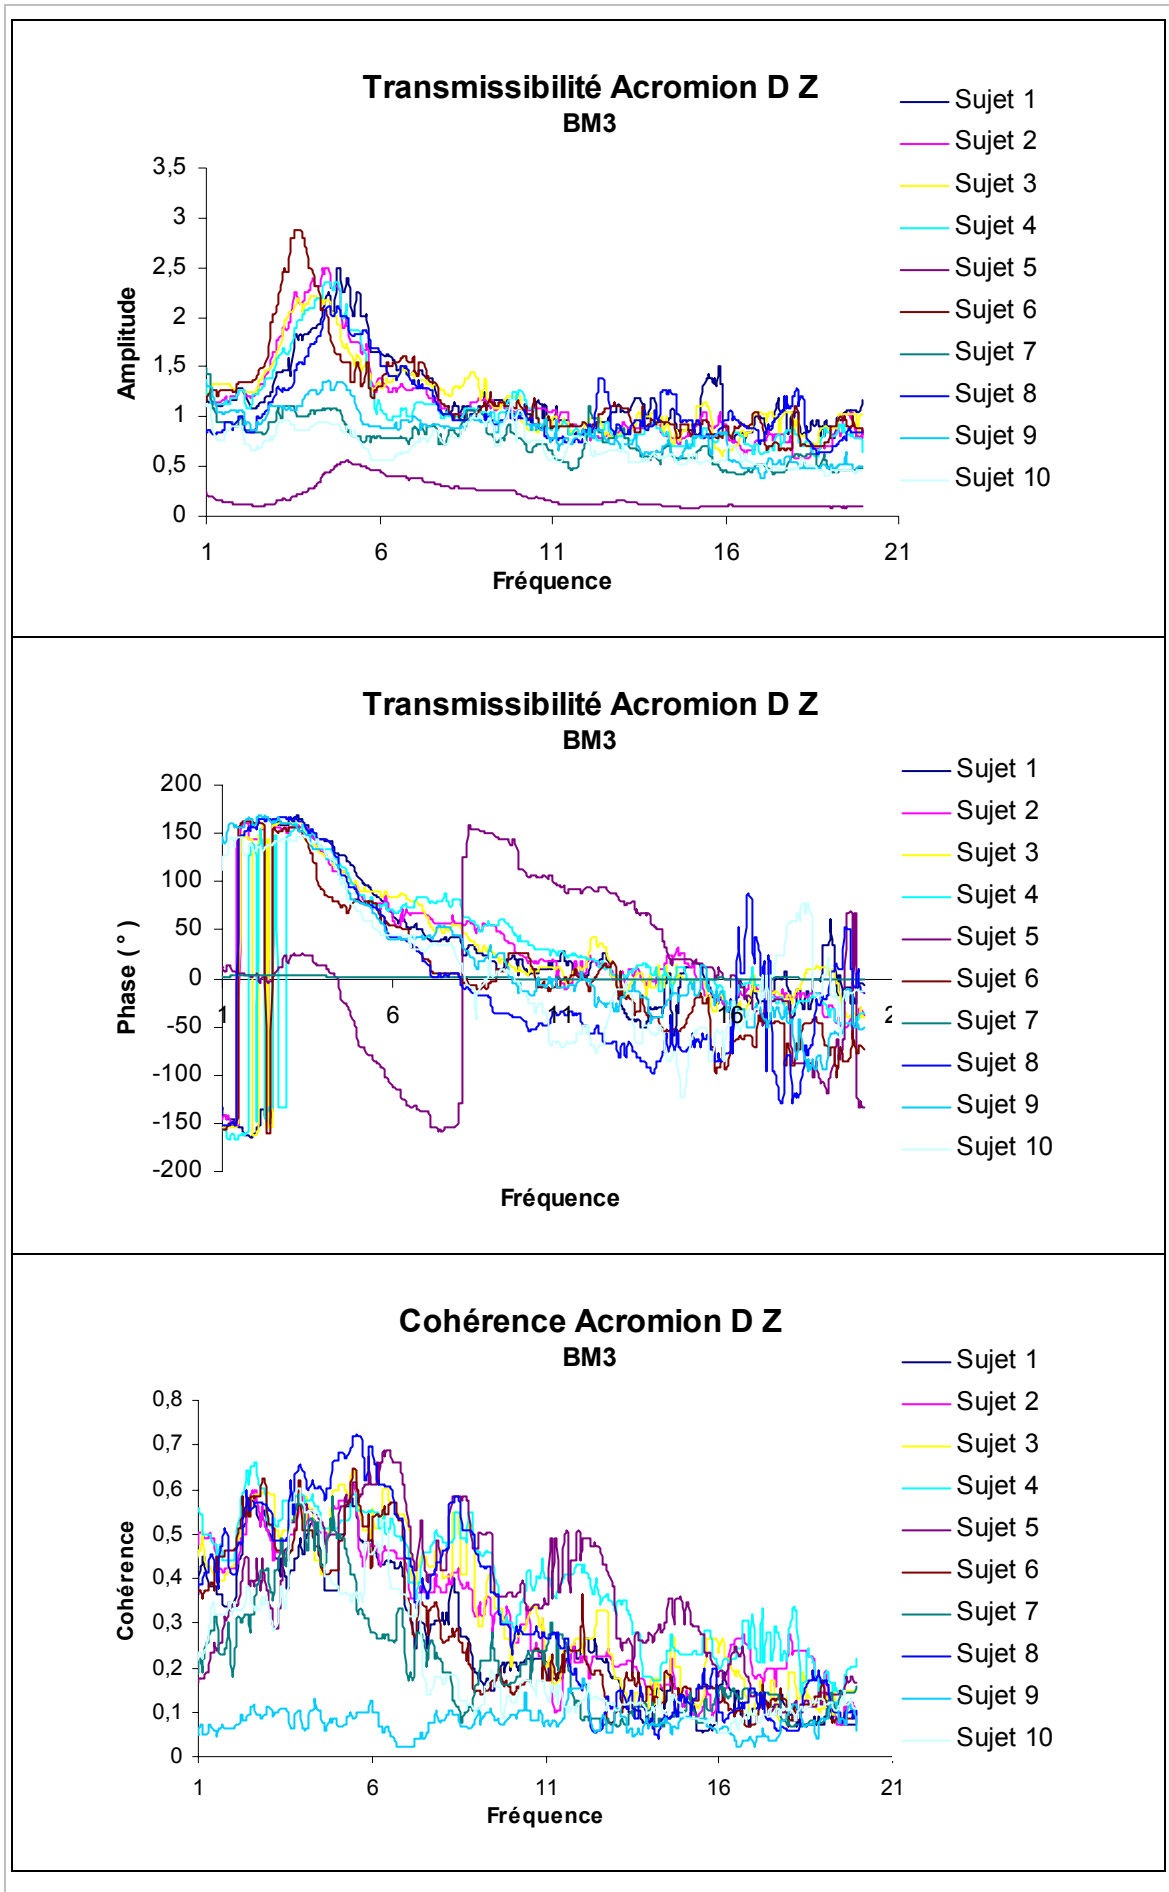 Transmissibilité Acromion D Z
BM3
Sujet 1
Sujet 2
Sujet 3
Sujet 4
Sujet 5
Sujet 6
Sujet 7
Sujet 8
Sujet 9
Sujet 10
Amplitude
3,5
3
2,5
2
1,5
1
0,5
0
1 6 11 16 21
Fréquence
Transmissibilité Acromion D Z
BM3
Sujet 1
Sujet 2
Sujet 3
Sujet 4
Sujet 5
Sujet 6
Sujet 7
Sujet 8
Sujet 9
Sujet 10
Phase ( ° )
200
150
100
50
0
-50
-100
-150
-200
1 6 11 16
Fréquence
Cohérence Acromion D Z
BM3
Sujet 1
Sujet 2
Sujet 3
Sujet 4
Sujet 5
Sujet 6
Sujet 7
Sujet 8
Sujet 9
Sujet 10
Cohérence
0,8
0,7
0,6
0,5
0,4
0,3
0,2
0,1
0
1 6 11 16 21
Fréquence